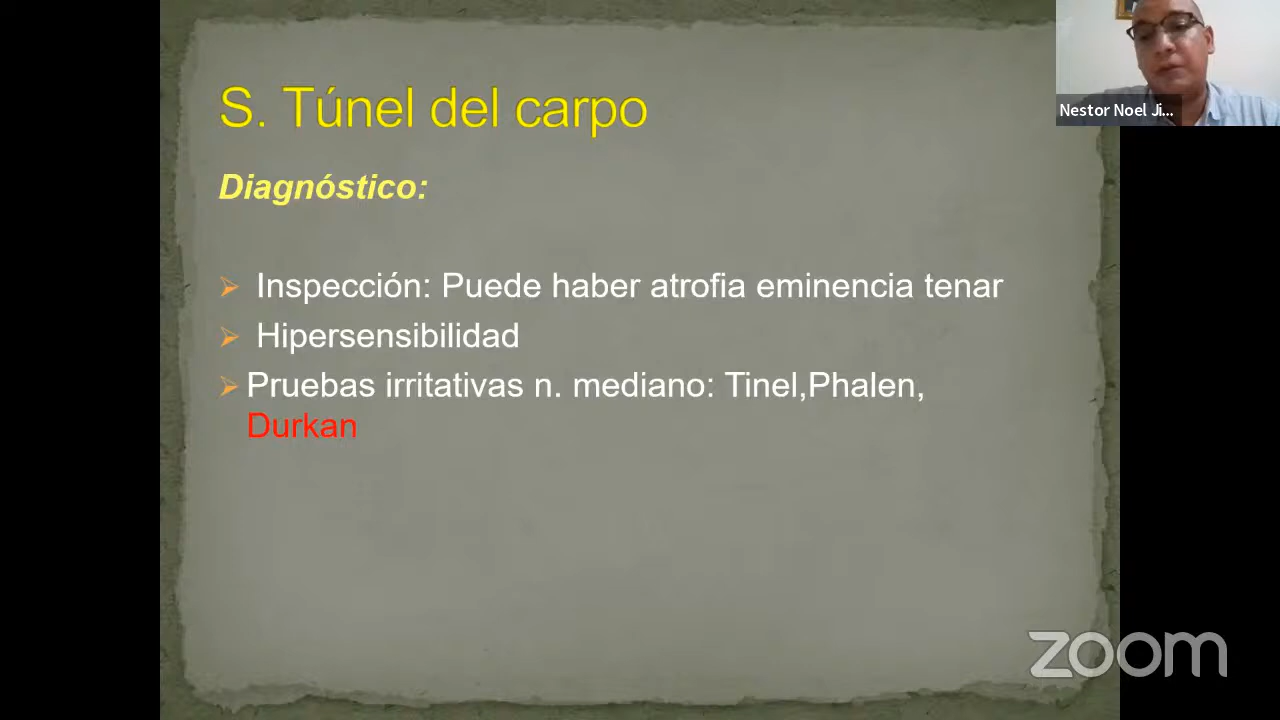 S. Túnel del carpo
Diagnóstico:
Inspección: Puede haber atrofia eminencia tenar
Hipersensibilidad
Pruebas irritativas n. mediano: Tinel,Phalen,
Durkan
Nestor Noel Ji...
zoom